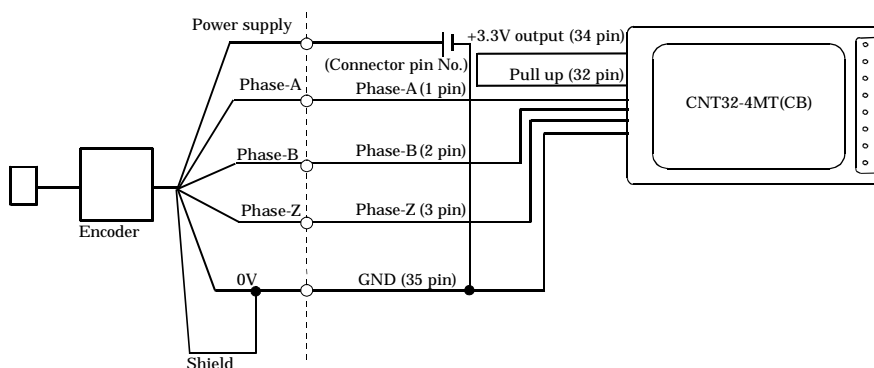 Power supply
+3.3V output (34 pin)
(Connector pin No.)
Pull up (32 pin)
Phase-A
Phase-A (1 pin)
CNT32-4MT(CB)
Phase-B
Phase-B (2 pin)
Phase-Z
Phase-Z (3 pin)
Encoder
0V
GND (35 pin)
Shield